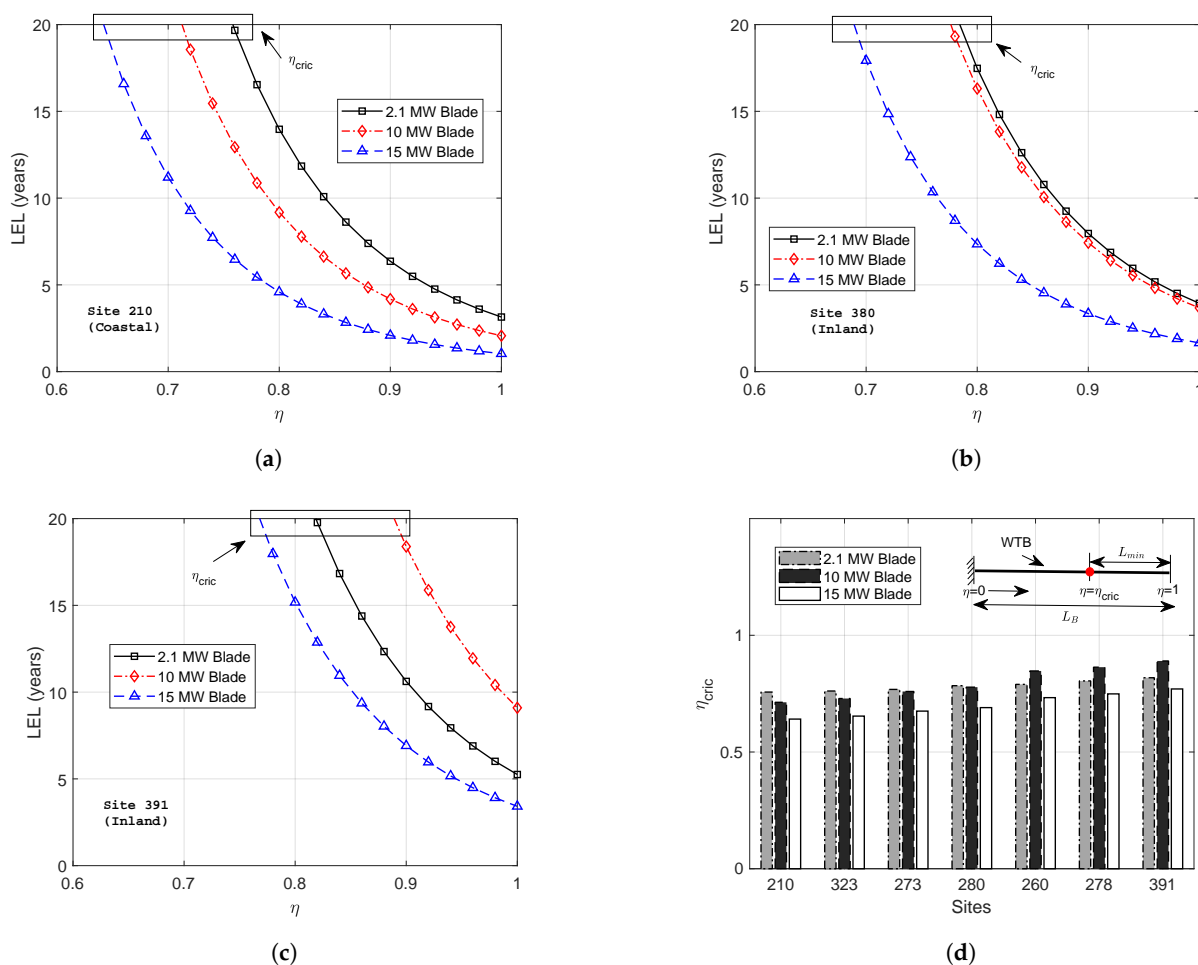 (a)
20
15
10
5
0
LEL (years)
η_cric
2.1 MW Blade
10 MW Blade
15 MW Blade
Site 210
(Coastal)
0.6 0.7 0.8 0.9 1
η
(b)
20
15
10
5
0
LEL (years)
η_cric
2.1 MW Blade
10 MW Blade
15 MW Blade
Site 380
(Inland)
0.6 0.7 0.8 0.9 1
η
(a)
(b)
20
15
10
5
0
LEL (years)
η_cric
2.1 MW Blade
10 MW Blade
15 MW Blade
Site 391
(Inland)
0.6 0.7 0.8 0.9 1
η
(c)
1
0.5
0
η_cric
2.1 MW Blade
10 MW Blade
15 MW Blade
WTB
L_min
η=0
η=η_cric
η=1
L_B
210 323 273 280 260 278 391
Sites
(d)